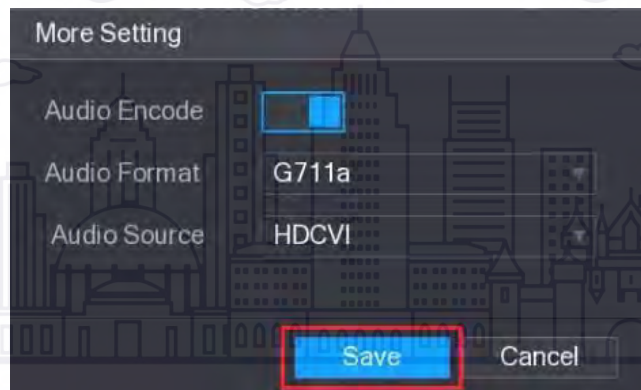 More Setting
Audio Encode
Audio Format G711a
Audio Source HDCVI
Save Cancel